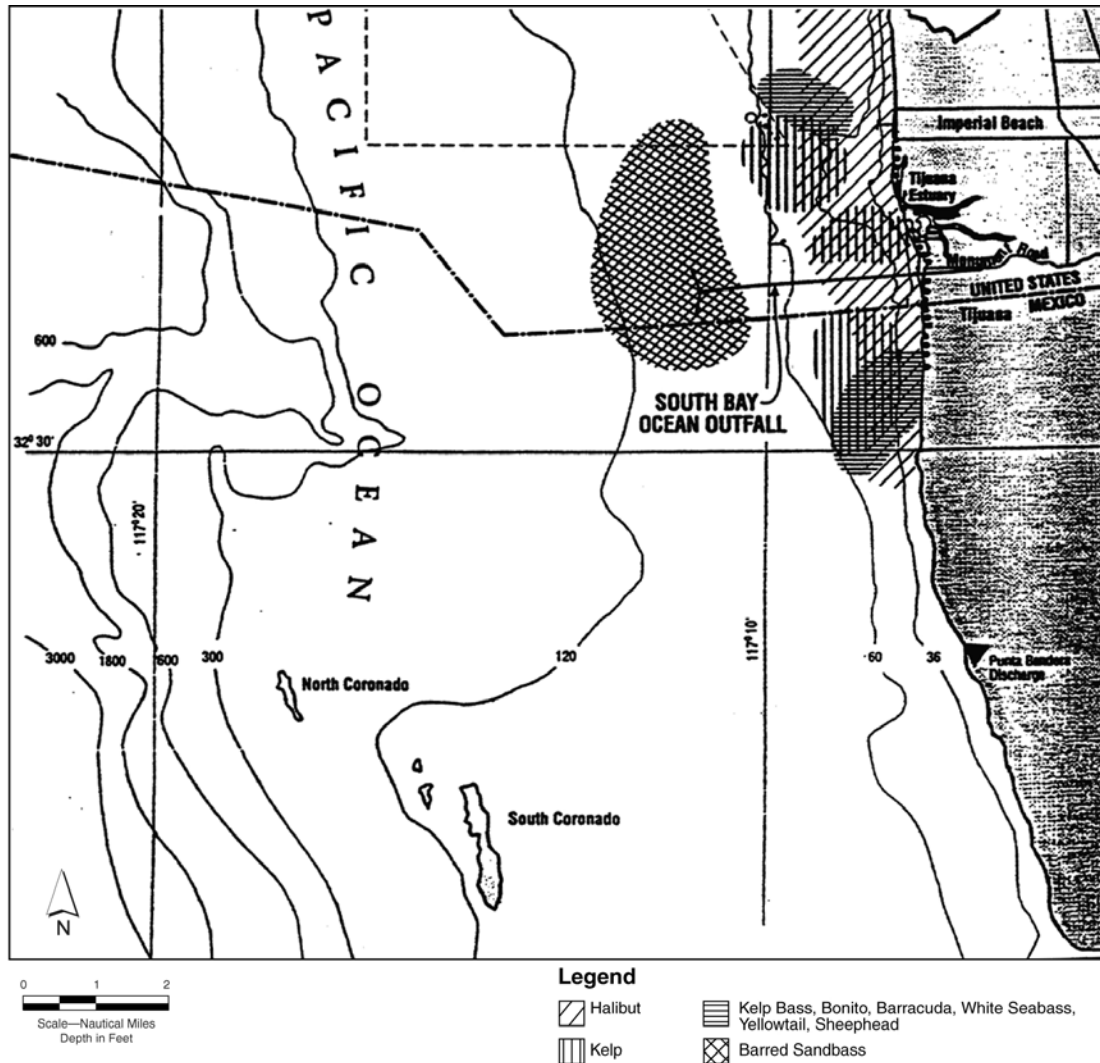 PACIFIC OCEAN
Imperial Beach
Tijuana
Estuary
Monument Road
UNITED STATES
MEXICO
Tijuana
600
SOUTH BAY
OCEAN OUTFALL
32° 30'
117° 20'
117° 10'
3000
1800
600
300
120
60
36
Punta Bandera
Discharge
North Coronado
South Coronado
N
0 1 2
Scale—Nautical Miles
Depth in Feet
Legend
Halibut
Kelp
Kelp Bass, Bonito, Barracuda, White Seabass,
Yellowtail, Sheephead
Barred Sandbass